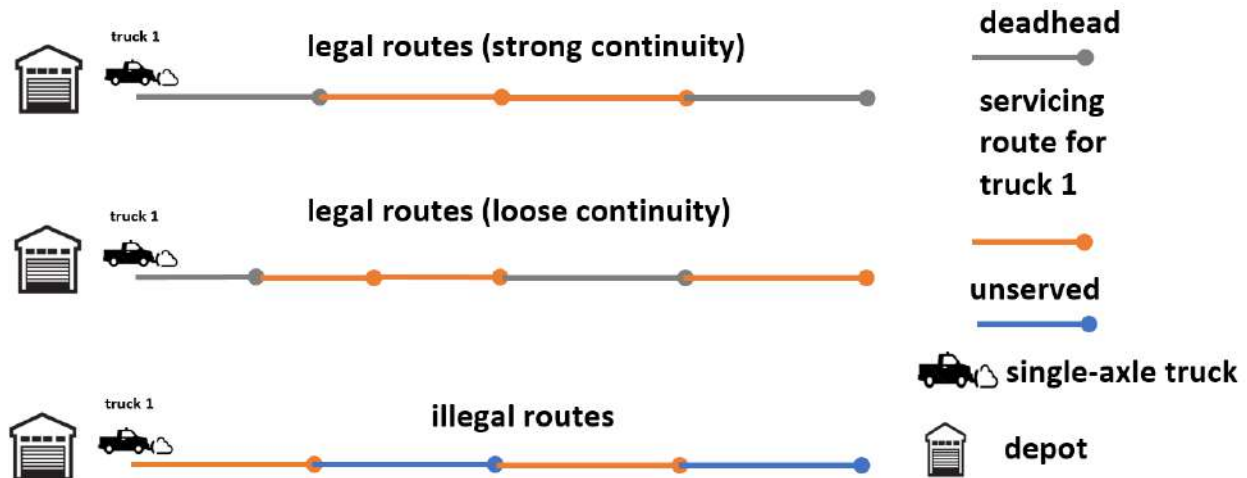 truck 1
legal routes (strong continuity)
truck 1
legal routes (loose continuity)
truck 1
illegal routes
deadhead
servicing
route for
truck 1
unserved
single-axle truck
depot